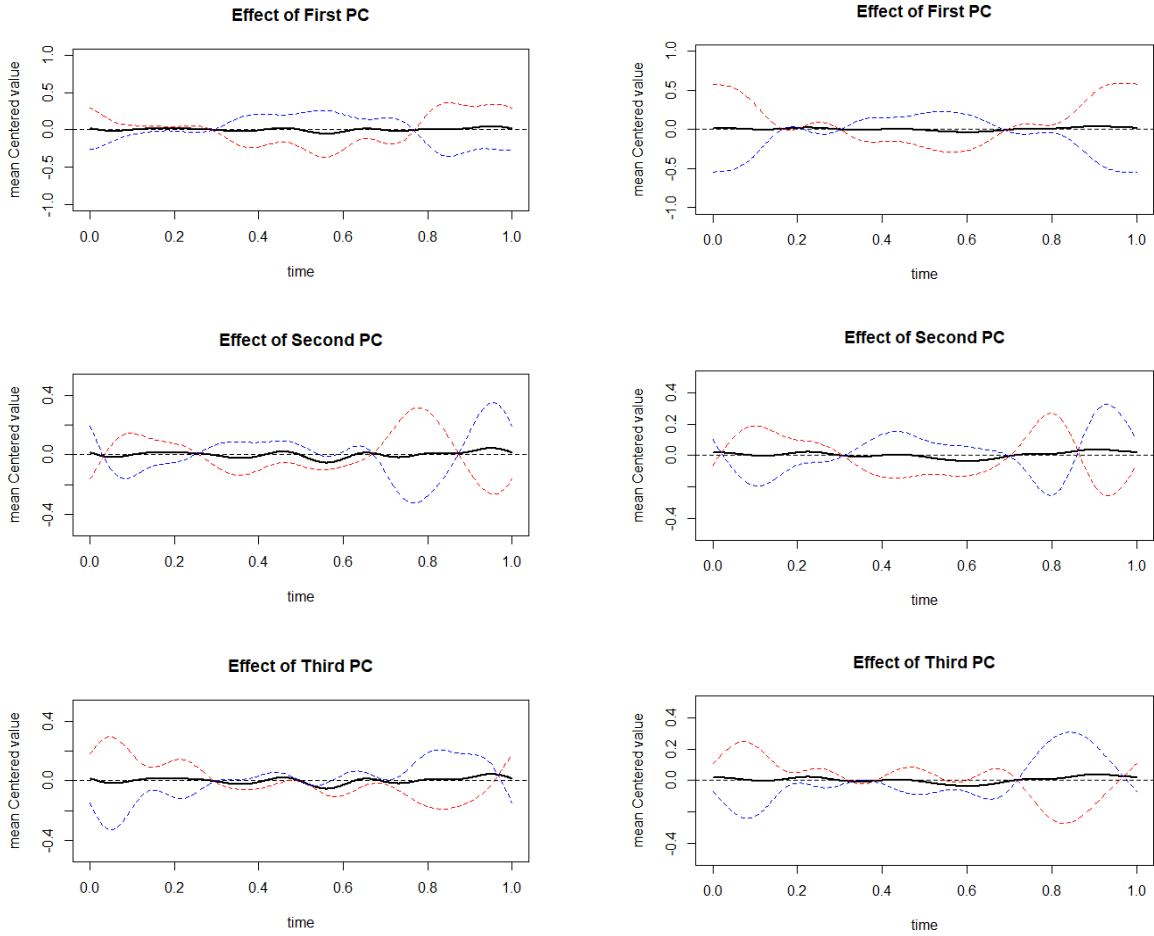 Effect of First PC
mean Centered value
1.0
0.5
0.0
-0.5
-1.0
0.0 0.2 0.4 0.6 0.8 1.0
time
Effect of First PC
mean Centered value
1.0
0.5
0.0
-0.5
-1.0
0.0 0.2 0.4 0.6 0.8 1.0
time
Effect of Second PC
mean Centered value
0.4
0.0
-0.4
0.0 0.2 0.4 0.6 0.8 1.0
time
Effect of Second PC
mean Centered value
0.4
0.2
0.0
-0.4
0.0 0.2 0.4 0.6 0.8 1.0
time
Effect of Third PC
mean Centered value
0.4
0.0
-0.4
0.0 0.2 0.4 0.6 0.8 1.0
time
Effect of Third PC
mean Centered value
0.4
0.2
0.0
-0.4
0.0 0.2 0.4 0.6 0.8 1.0
time